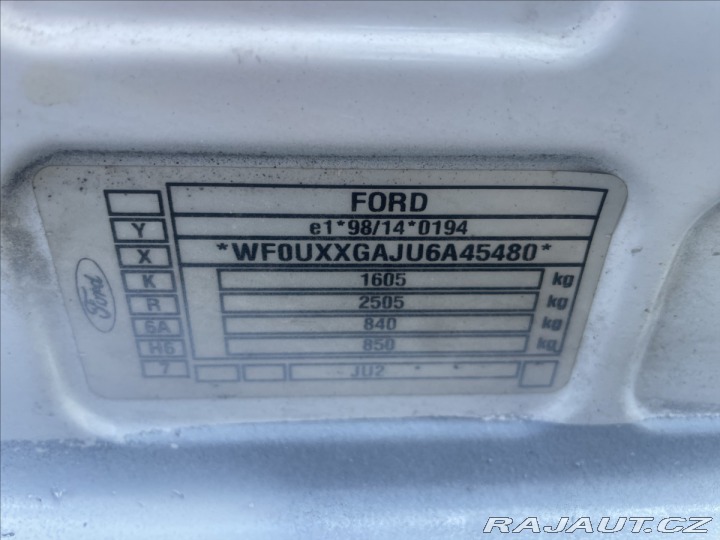 FORD
Y e1*98/14*0194
X *WF0UXXGAJU6A45480*
K 1605 kg
R 2505 kg
6A 840 kg
H6 850 kg
7 JU2
Ford
RAJAUT.CZ